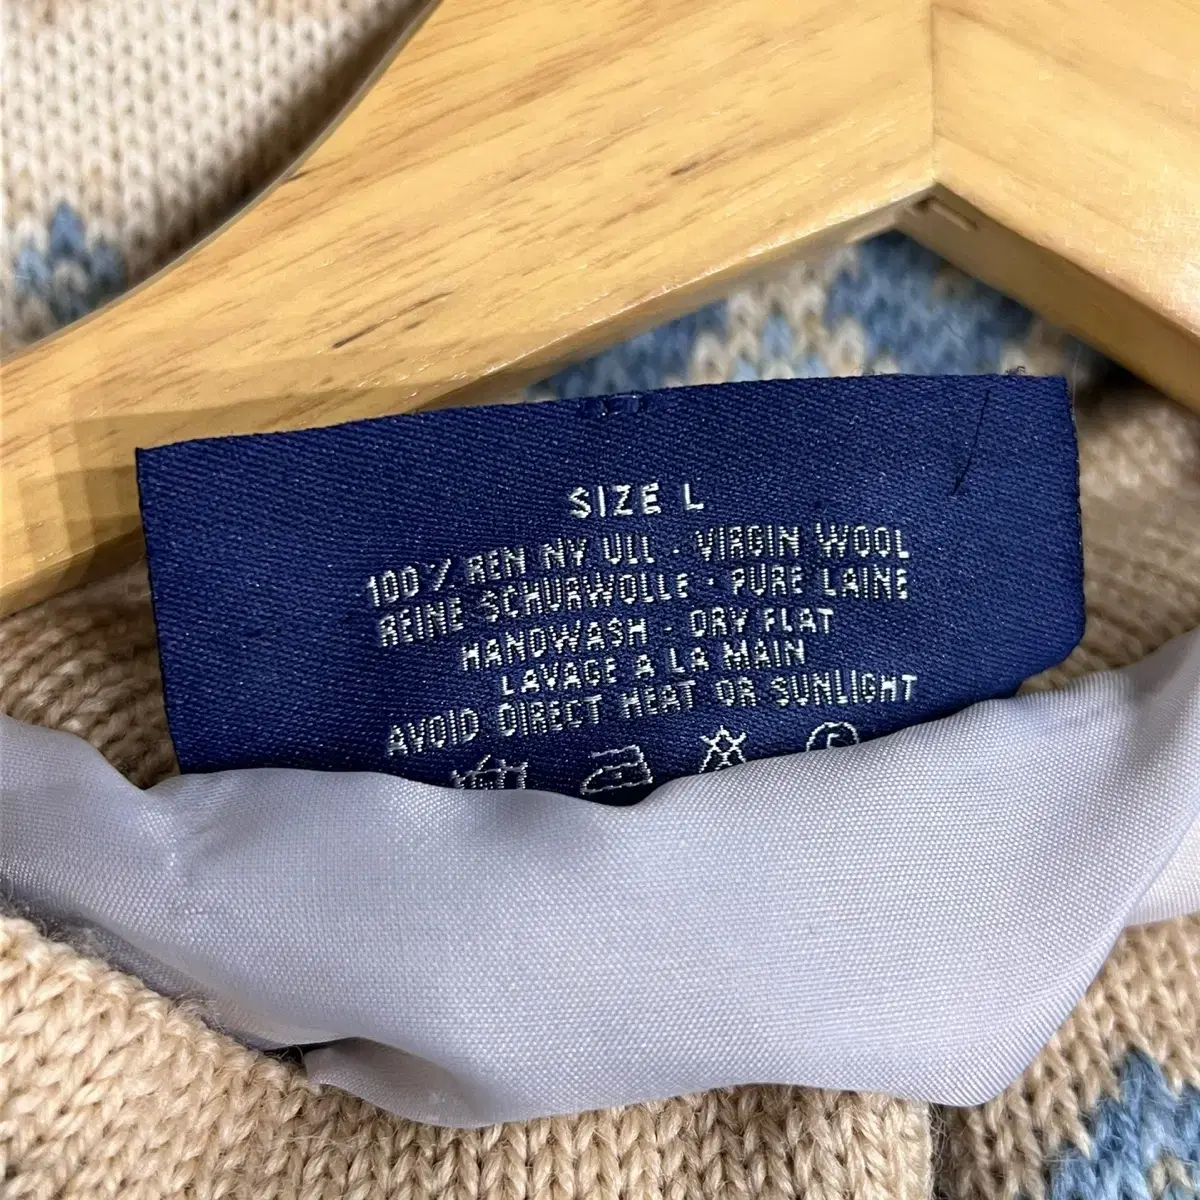 SIZE L
100% REN NY ULL - VIRGIN WOOL
REINE SCHURWOLLE - PURE LAINE
HANDWASH - DRY FLAT
LAVAGE A LA MAIN
AVOID DIRECT HEAT OR SUNLIGHT